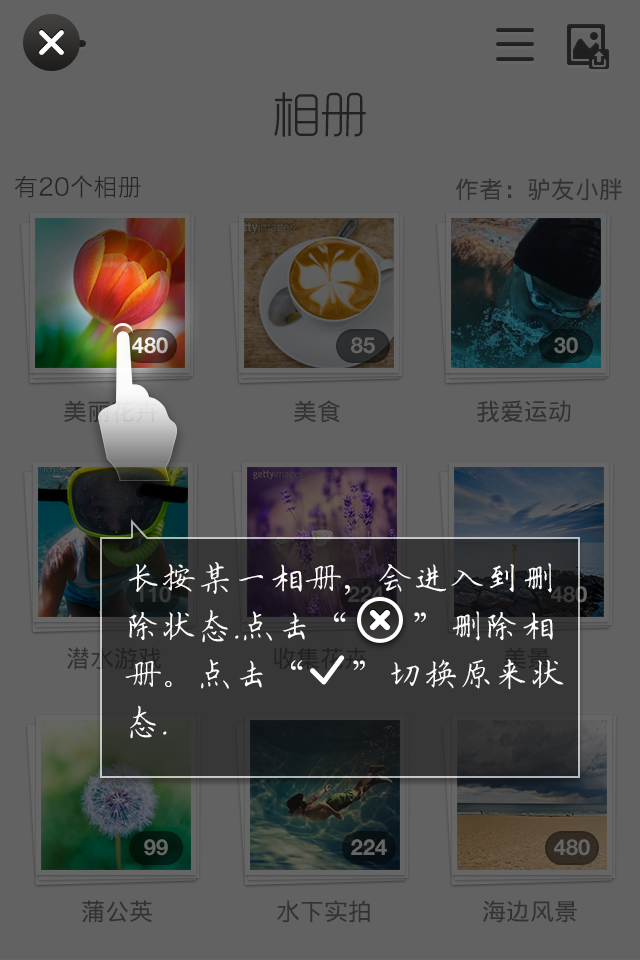 相册
有20个相册
作者：驴友小胖
gettyimages
480
85
30
美丽花卉
美食
我爱运动
gettyimages
110
224
480
长按某一相册，会进入到删
除状态.点击“ ”删除相
册。点击“ ”切换原来状
态.
潜水游戏
收集花卉
美景
99
224
480
蒲公英
水下实拍
海边风景